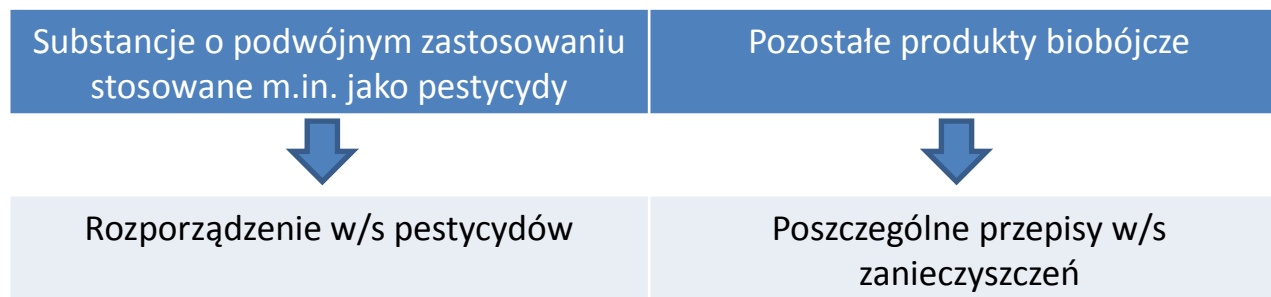 Substancje o podwójnym zastosowaniu
stosowane m.in. jako pestycydy
Pozostałe produkty biobójcze
Rozporządzenie w/s pestycydów
Poszczególne przepisy w/s
zanieczyszczeń